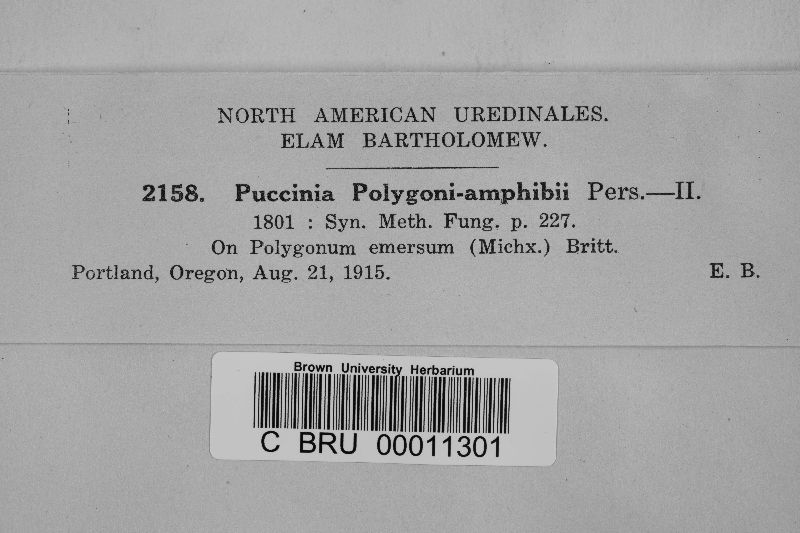 NORTH AMERICAN UREDINALES.
ELAM BARTHOLOMEW.
2158. Puccinia Polygoni-amphibii Pers.—II.
1801 : Syn. Meth. Fung. p. 227.
On Polygonum emersum (Michx.) Britt.
Portland, Oregon, Aug. 21, 1915. E. B.
Brown University Herbarium
C BRU 00011301